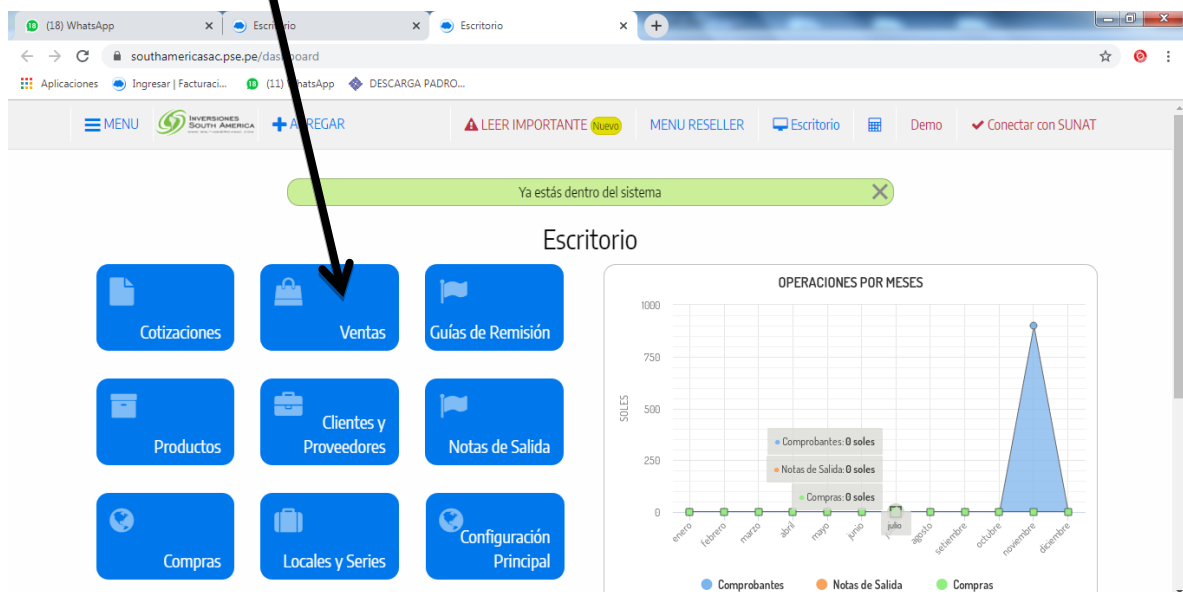 (18) WhatsApp
Escritorio
Escritorio
southamericasac.pse.pe/dashboard
Aplicaciones
Ingresar | Facturaci...
(11) WhatsApp
DESCARGA PADRO...
MENU
INVERSIONES
SOUTH AMERICA
AGREGAR
LEER IMPORTANTE Nuevo
MENU RESELLER
Escritorio
Demo
Conectar con SUNAT
Ya estás dentro del sistema
Escritorio
Cotizaciones
Ventas
Guías de Remisión
Productos
Clientes y
Proveedores
Notas de Salida
Compras
Locales y Series
Configuración
Principal
OPERACIONES POR MESES
1000
750
500
250
0
SOLES
Comprobantes: 0 soles
Notas de Salida: 0 soles
Compras: 0 soles
julio
enero
febrero
marzo
abril
mayo
junio
agosto
setiembre
octubre
noviembre
diciembre
Comprobantes
Notas de Salida
Compras